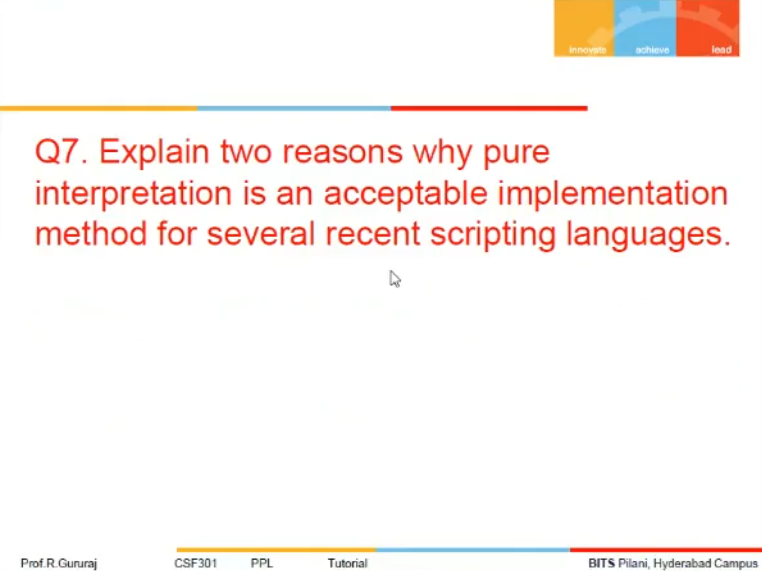 innovate achieve lead
Q7. Explain two reasons why pure
interpretation is an acceptable implementation
method for several recent scripting languages.
Prof.R.Gururaj CSF301 PPL Tutorial BITS Pilani, Hyderabad Campus